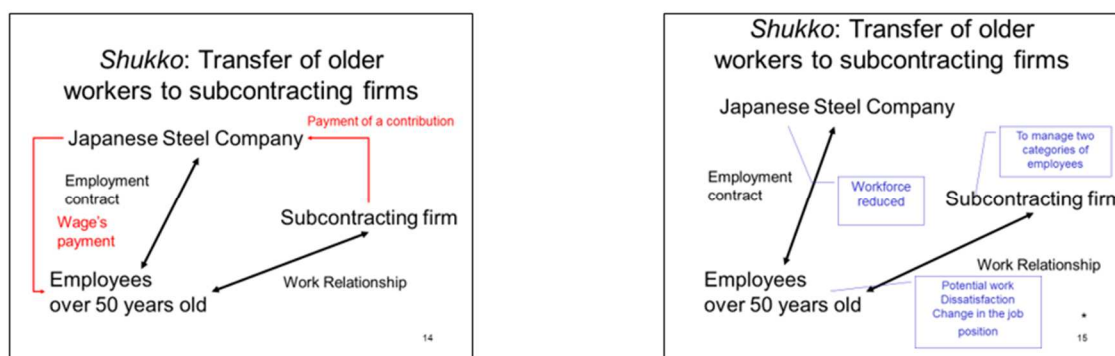 Shukko: Transfer of older
workers to subcontracting firms
Payment of a contribution
Japanese Steel Company
Employment
contract
Wage's
payment
Subcontracting firm
Employees
over 50 years old
Work Relationship
14
Shukko: Transfer of older
workers to subcontracting firms
Japanese Steel Company
To manage two
categories of
employees
Employment
contract
Workforce
reduced
Subcontracting firm
Work Relationship
Employees
over 50 years old
Potential work
Dissatisfaction
Change in the job
position
*
15